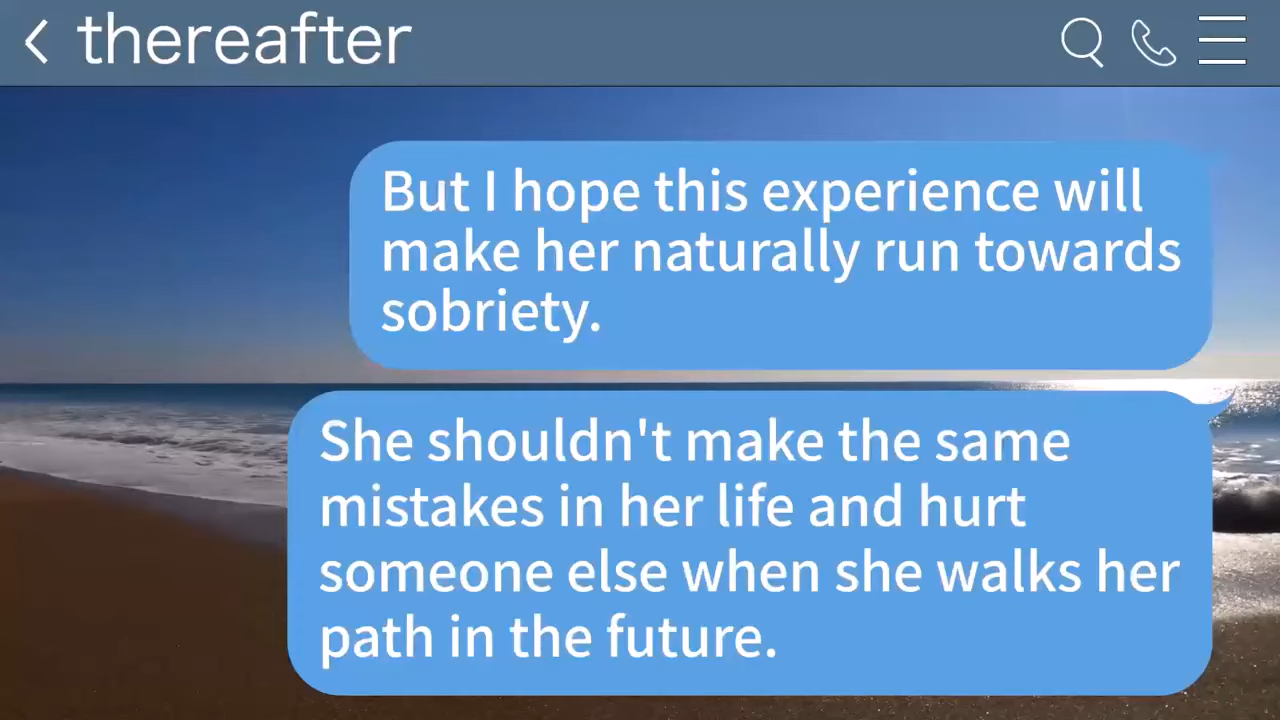 thereafter
But I hope this experience will
make her naturally run towards
sobriety.
She shouldn't make the same
mistakes in her life and hurt
someone else when she walks her
path in the future.